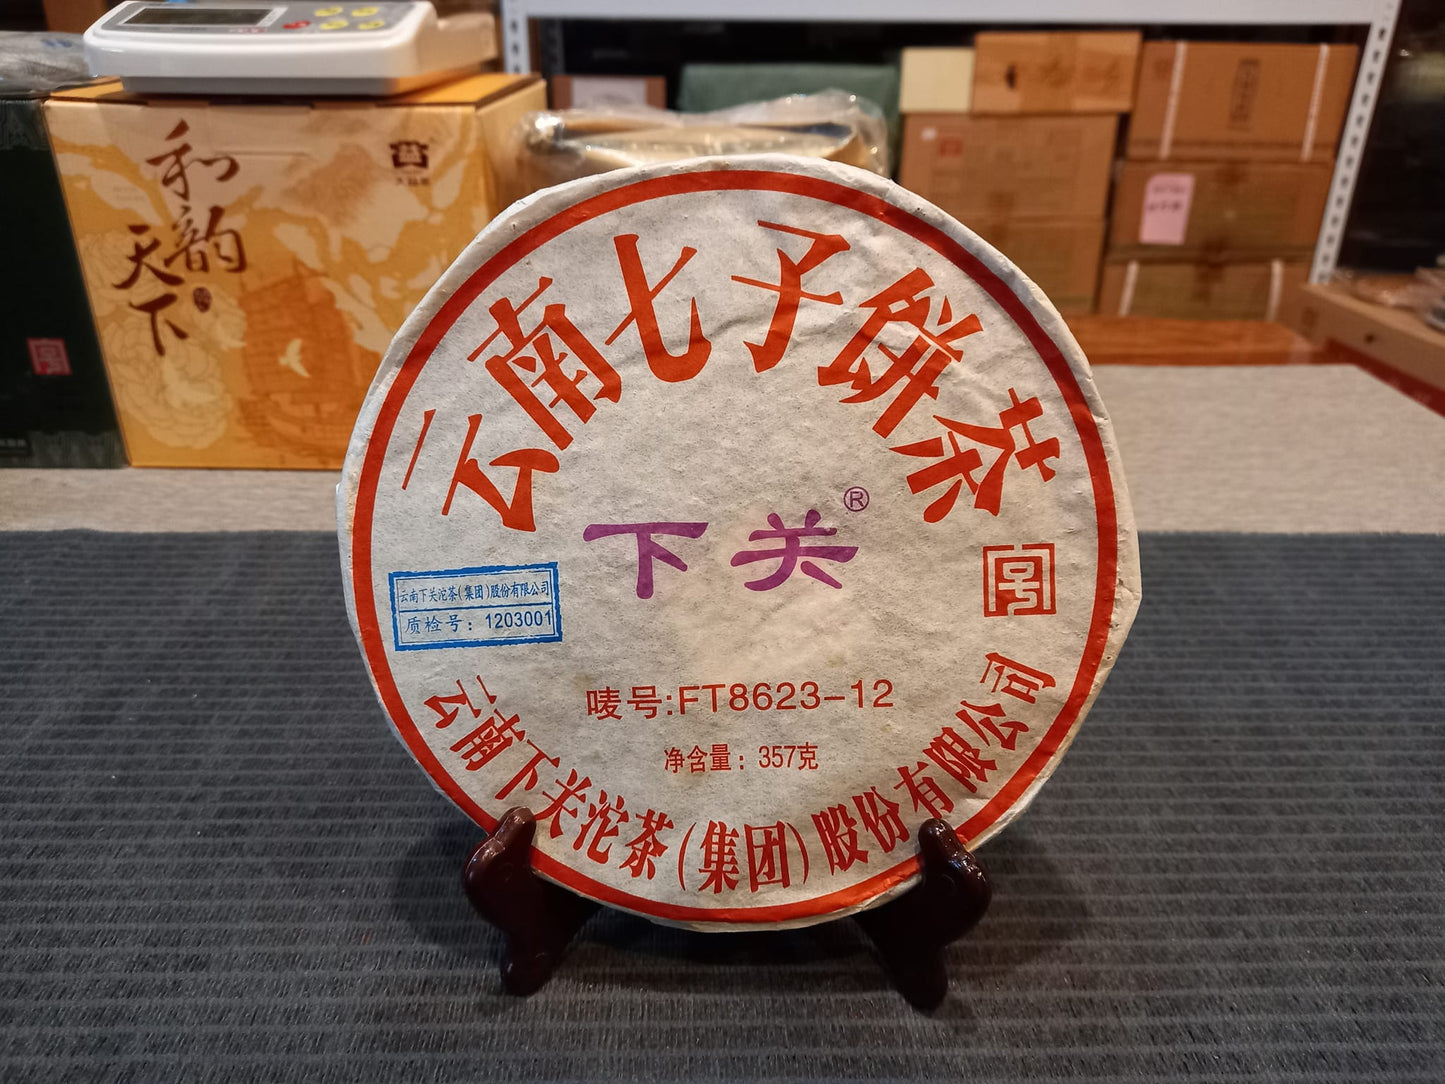 云南七子饼茶
下关®
号
云南下关沱茶(集团)股份有限公司
质检号：1203001
唛号:FT8623-12
净含量：357克
云南下关沱茶(集团)股份有限公司
和韵
天下